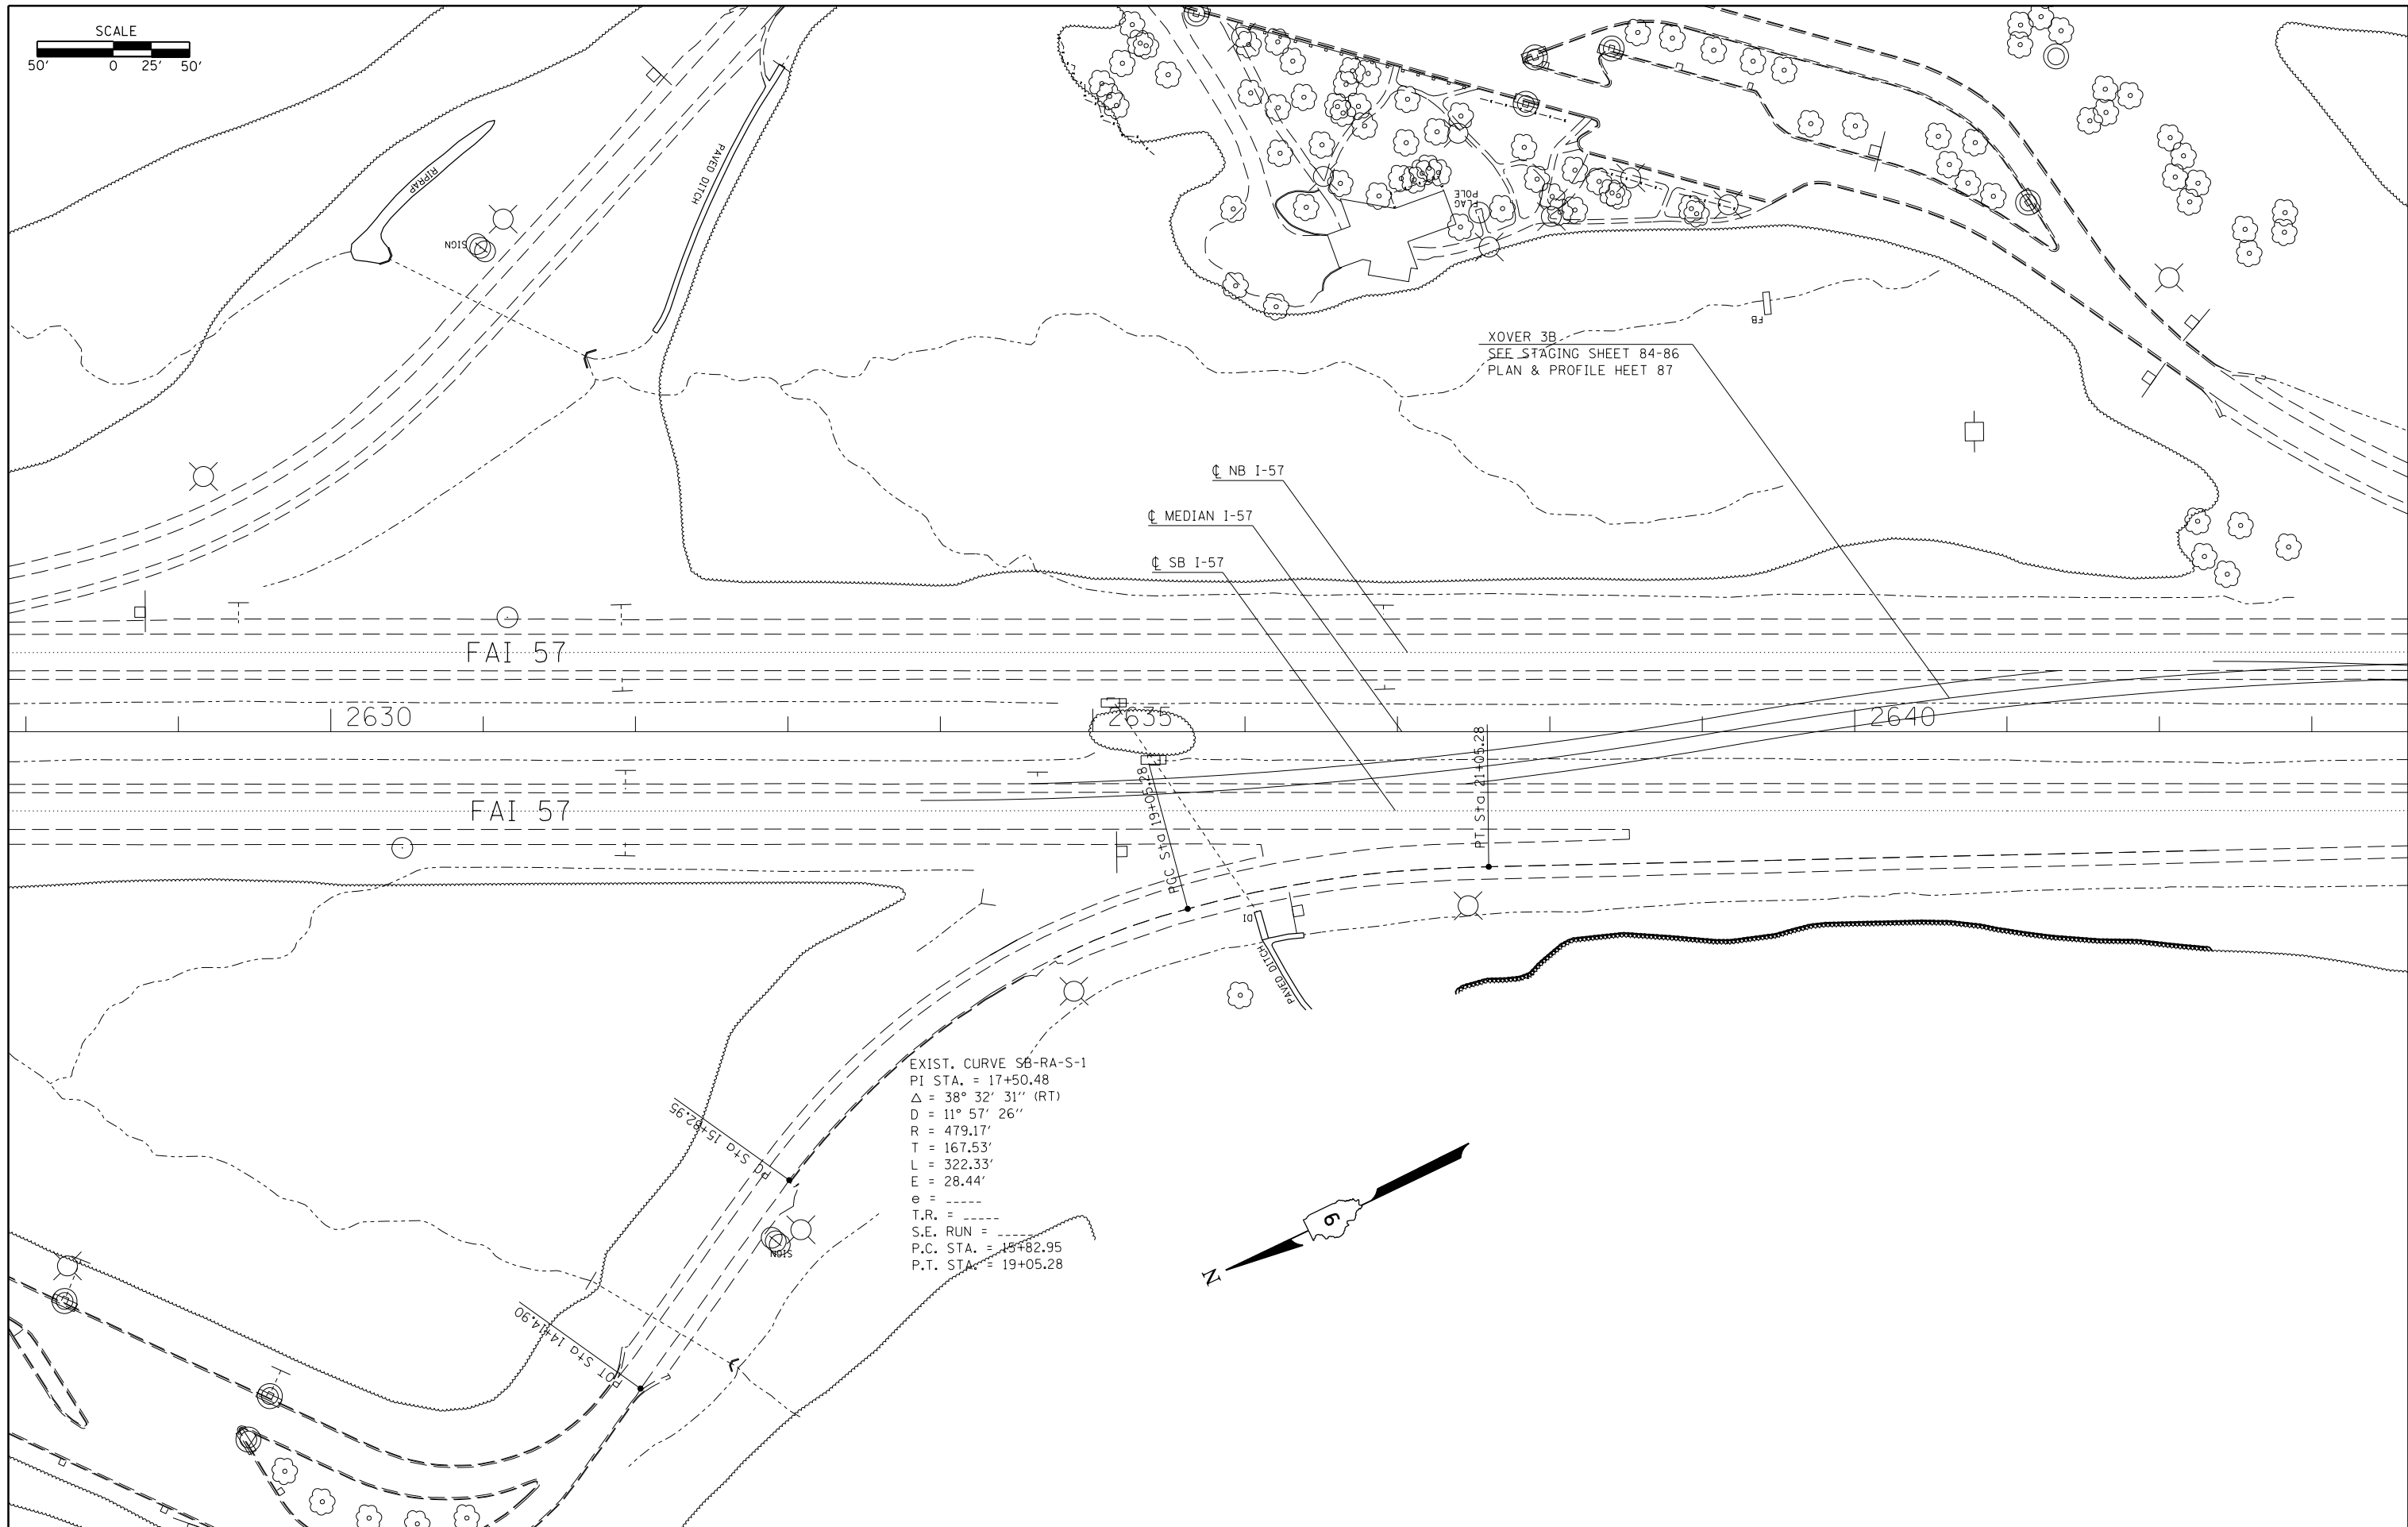 SCALE
50' 0 25' 50'
RIPRAP
SIGN
PAVED DITCH
FLAG
POLE
FB
XOVER 3B
SEE STAGING SHEET 84-86
PLAN & PROFILE HEET 87
℄ NB I-57
℄ MEDIAN I-57
℄ SB I-57
FAI 57
2630
2635
2640
FAI 57
PCC Sta 19+05.28
PT Sta 21+05.28
DI
PAVED DITCH
PC Sta 15+82.95
EXIST. CURVE SB-RA-S-1
PI STA. = 17+50.48
△ = 38° 32' 31'' (RT)
D = 11° 57' 26''
R = 479.17'
T = 167.53'
L = 322.33'
E = 28.44'
e = -----
T.R. = -----
S.E. RUN = -----
P.C. STA. = 15+82.95
P.T. STA. = 19+05.28
SIGN
POT Sta 14+14.90
6
N